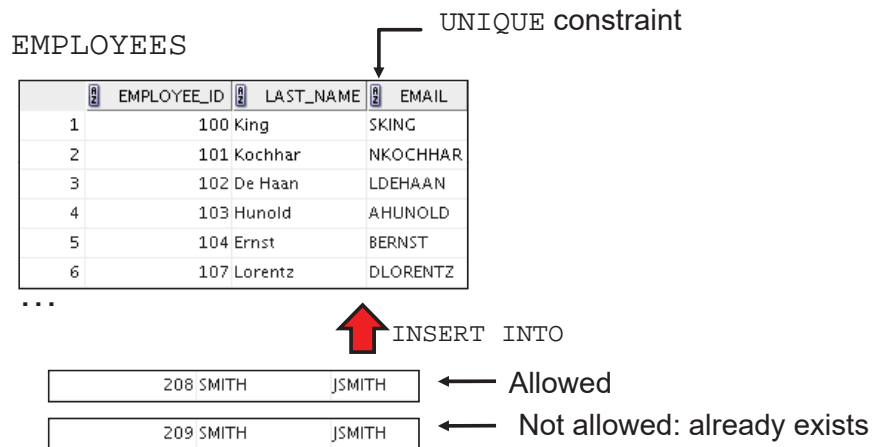 UNIQUE constraint
EMPLOYEES
EMPLOYEE_ID LAST_NAME EMAIL
1 100 King SKING
2 101 Kochhar NKOCHHAR
3 102 De Haan LDEHAAN
4 103 Hunold AHUNOLD
5 104 Ernst BERNST
6 107 Lorentz DLORENTZ
...
INSERT INTO
208 SMITH JSMITH Allowed
209 SMITH JSMITH Not allowed: already exists